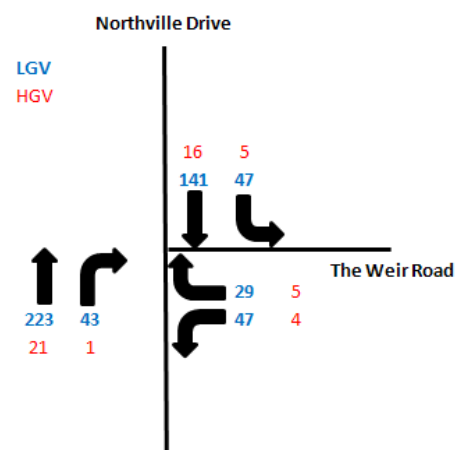 Northville Drive
LGV
HGV
16 5
141 47
The Weir Road
29 5
223 43 47 4
21 1